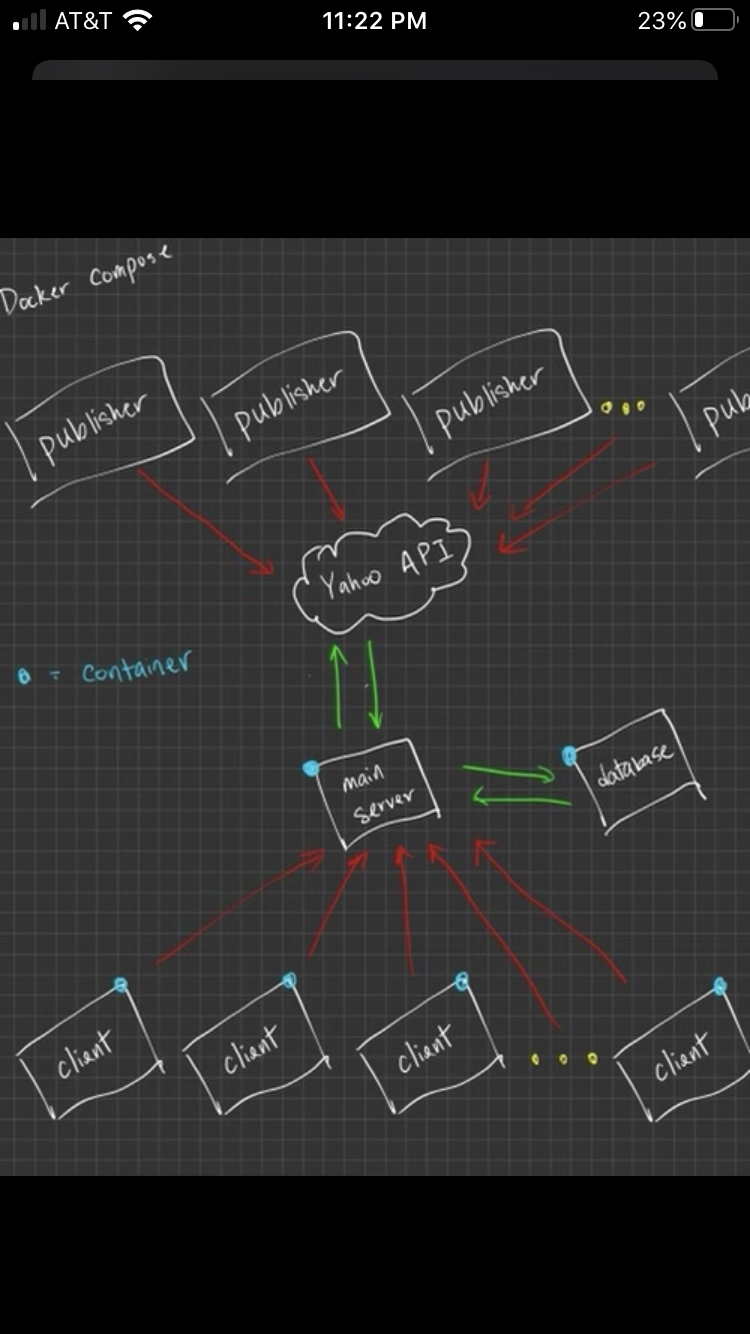 AT&T 11:22 PM 23%
Docker Compose
publisher publisher publisher pub
Yahoo API
= Container
main
server
database
client client client client